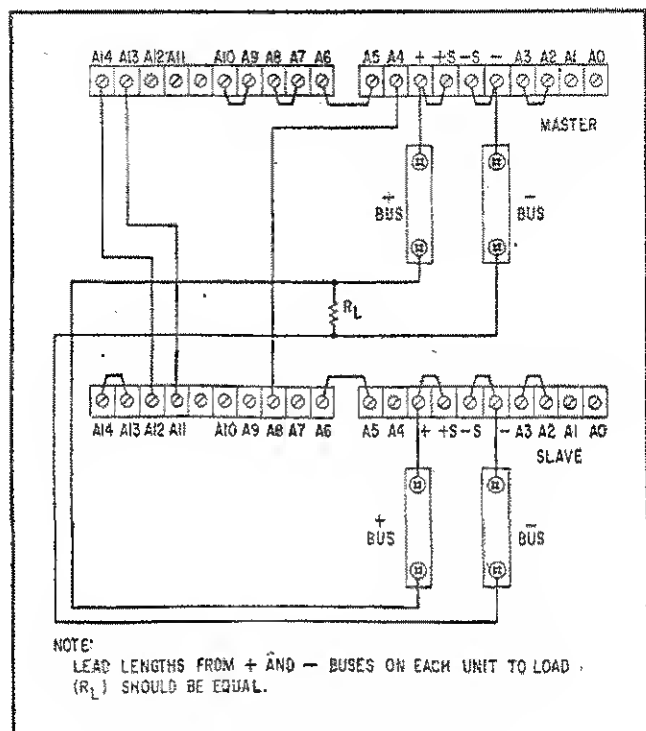 A14 A13 A12 A11 A10 A9 A8 A7 A6 A5 A4 + +S -S - A3 A2 A1 A0
MASTER
+
BUS
-
BUS
RL
A14 A13 A12 A11 A10 A9 A8 A7 A6 A5 A4 + +S -S - A3 A2 A1 A0
SLAVE
+
BUS
-
BUS
NOTE:
LEAD LENGTHS FROM + AND - BUSES ON EACH UNIT TO LOAD
(RL) SHOULD BE EQUAL.